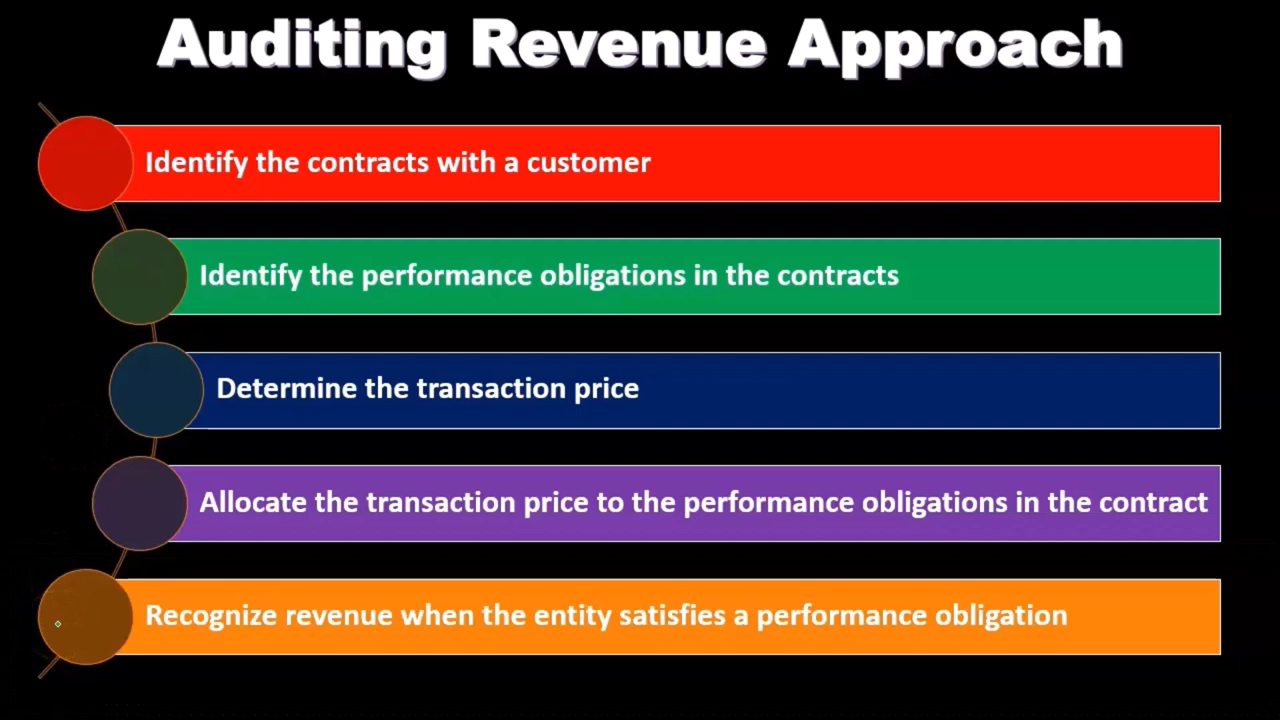 Auditing Revenue Approach
Identify the contracts with a customer
Identify the performance obligations in the contracts
Determine the transaction price
Allocate the transaction price to the performance obligations in the contract
Recognize revenue when the entity satisfies a performance obligation